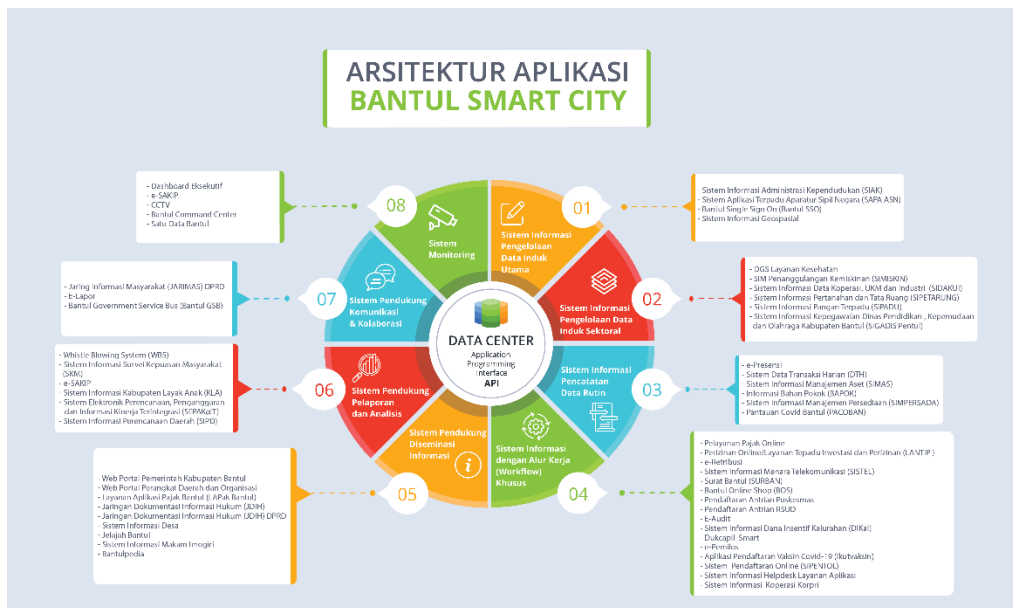 ARSITEKTUR APLIKASI
BANTUL SMART CITY
01
Sistem Informasi
Pengelolaan
Data Induk
Utama
- Sistem Informasi Administrasi Kependudukan (SIAK)
- Sistem Aplikasi Terpadu Aparatur Sipil Negara (SAPA ASN)
- Bantul Single Sign On (Bantul SSO)
- Sistem Informasi Geospasial
02
Sistem Informasi
Pengelolaan Data
Induk Sektoral
- DGS Layanan Kesehatan
- SIM Penanggulangan Kemiskinan (SIMISKIN)
- Sistem Informasi Data Koperasi, UKM dan Industri (SIDAKUI)
- Sistem Informasi Pertanahan dan Tata Ruang (SIPETARUNG)
- Sistem Informasi Pangan Terpadu (SIPADU)
- Sistem Informasi Kepegawaian Dinas Pendidikan , Kepemudaan
dan Olahraga Kabupaten Bantul (SIGADIS Pentul)
03
Sistem Informasi
Pencatatan
Data Rutin
- e-Presensi
- Sistem Data Transaksi Harian (DTH)
- Sistem Informasi Manajemen Aset (SIMAS)
- Informasi Bahan Pokok (BAPOK)
- Sistem Informasi Manajemen Persediaan (SIMPERSADA)
- Pantauan Covid Bantul (PACOBAN)
04
Sistem Informasi
dengan Alur Kerja
(Workflow)
Khusus
- Pelayanan Pajak Online
- Perizinan Online/Layanan Tepadu Investasi dan Perizinan (LANTIP )
- e-Retribusi
- Sistem Informasi Menara Telekomunikasi (SISTEL)
- Surat Bantul (SURBAN)
- Bantul Online Shop (BOS)
- Pendaftaran Antrian Puskesmas
- Pendaftaran Antrian RSUD
- E-Audit
- Sistem Informasi Dana Insentif Kalurahan (DIKal)
- Dukcapil Smart
- e-Pemilos
- Aplikasi Pendaftaran Vaksin Covid-19 (ikutvaksin)
- Sistem Pendaftaran Online (SIPENTOL)
- Sistem Informasi Helpdesk Layanan Aplikasi
- Sistem Informasi Koperasi Korpri
05
Sistem Pendukung
Diseminasi
Informasi
- Web Portal Pemerintah Kabupaten Bantul
- Web Portal Perangkat Daerah dan Organisasi
- Layanan Aplikasi Pajak Bantul (LAPak Bantul)
- Jaringan Dokumentasi Informasi Hukum (JDIH)
- Jaringan Dokumentasi Informasi Hukum (JDIH) DPRD
- Sistem Informasi Desa
- Jelajah Bantul
- Sistem Informasi Makam Imogiri
- Bantulpedia
06
Sistem Pendukung
Pelaporan
dan Analisis
- Whistle Blowing System (WBS)
- Sistem Informasi Survei Kepuasan Masyarakat
(SKM)
- e-SAKIP
- Sistem Informasi Kabupaten Layak Anak (KLA)
- Sistem Elektronik Perencanaan, Penganggaran
dan Informasi Kinerja Terintegrasi
- Sistem Informasi Perencanaan Daerah (SIPD)
07
Sistem Pendukung
Komunikasi
& Kolaborasi
- Jaring Informasi Masyarakat (JARIMAS) DPRD
- E-Lapor
- Bantul Government Service Bus (Bantul GSB)
08
Sistem
Monitoring
- Dashboard Eksekutif
- e-SAKIP
- CCTV
- Bantul Command Center
- Satu Data Bantul
DATA CENTER
Application
Programming
Interface
API